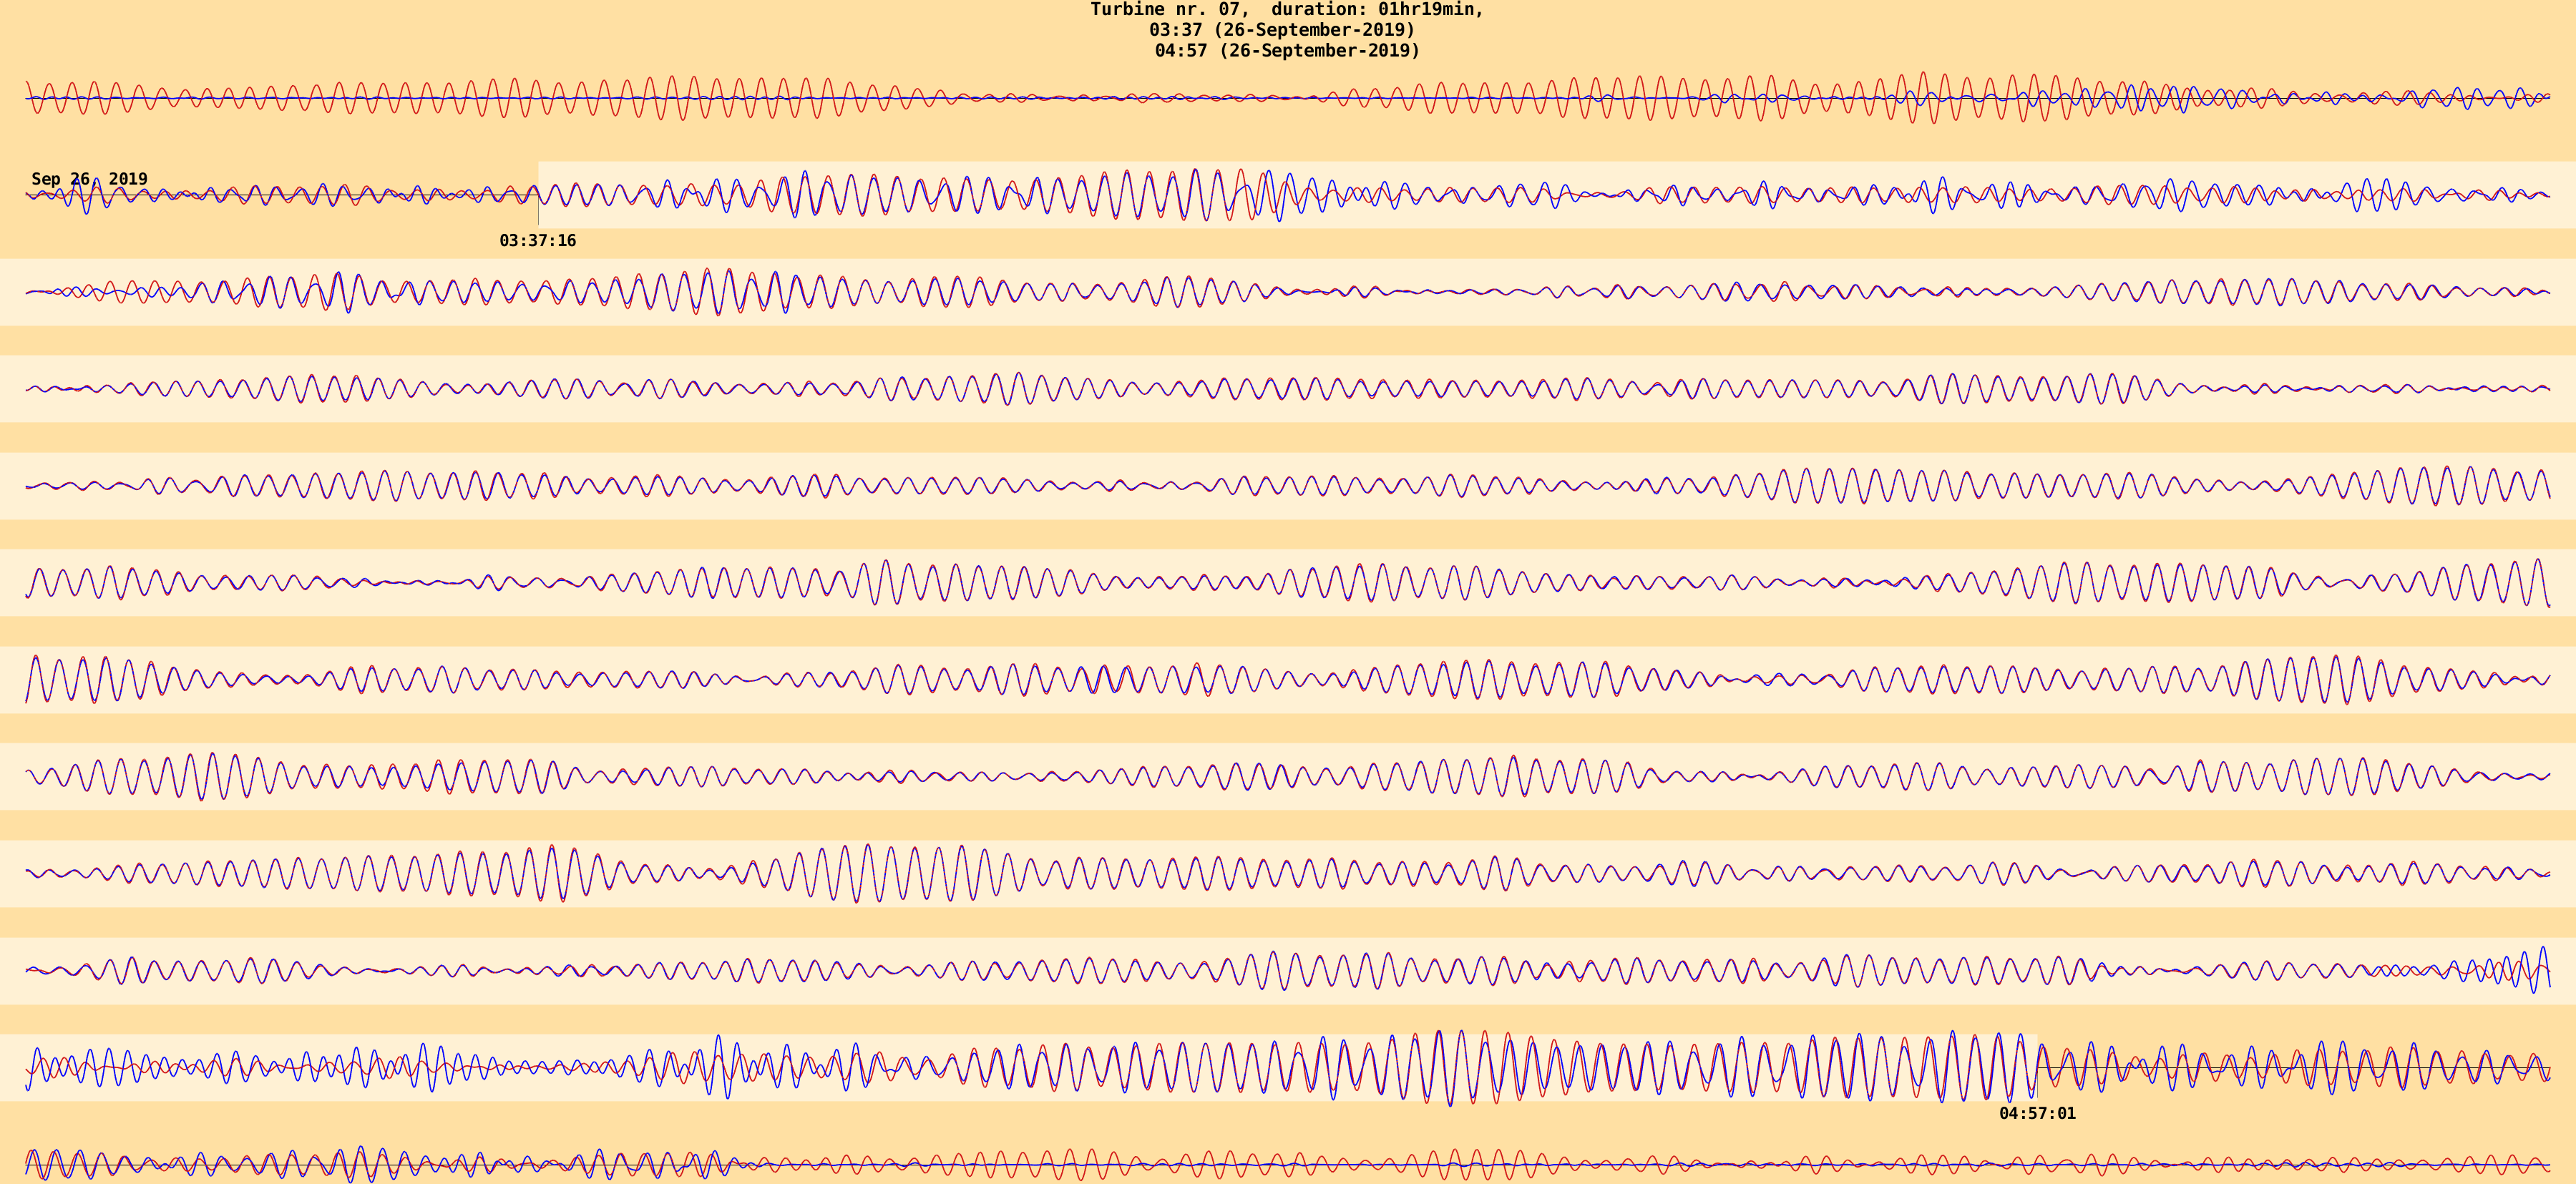 Turbine nr. 07,  duration: 01hr19min,
03:37 (26-September-2019)
04:57 (26-September-2019)
Sep 26, 2019
03:37:16
04:57:01